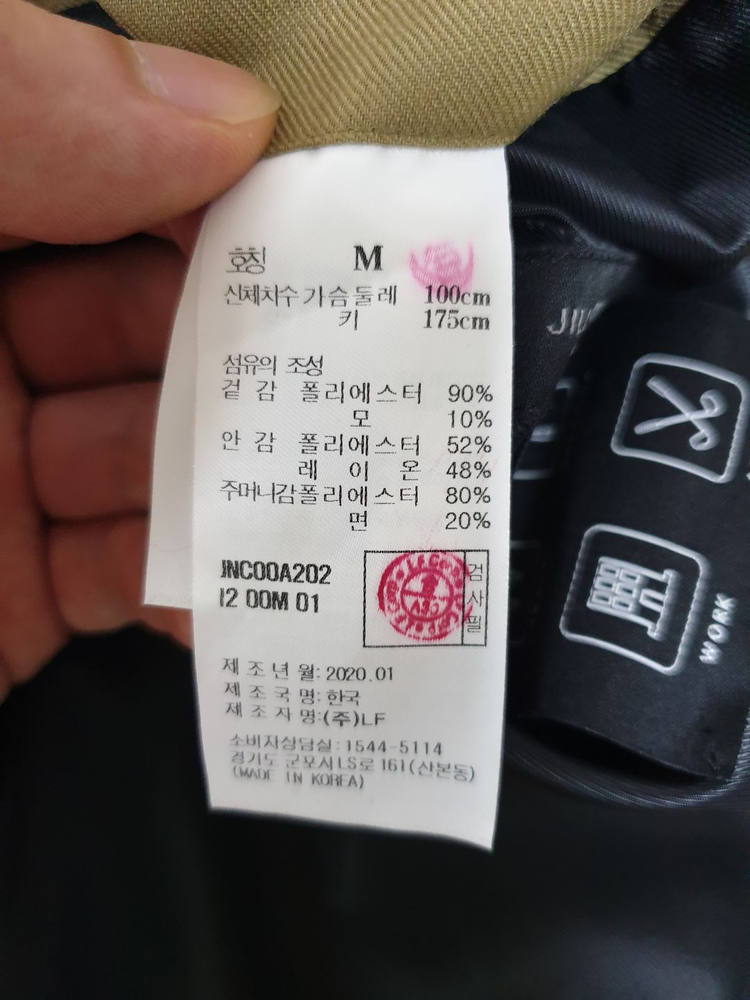 호칭 M
신체치수 가슴둘레 100cm
키 175cm
섬유의 조성
겉감 폴리에스터 90%
모 10%
안감 폴리에스터 52%
레이온 48%
주머니감 폴리에스터 80%
면 20%
JNCO0A202
I2 00M 01
검사필
제조년월: 2020.01
제조국명: 한국
제조자명:(주)LF
소비자상담실:1544-5114
경기도 군포시 LS로 161(산본동)
(MADE IN KOREA)
WORK